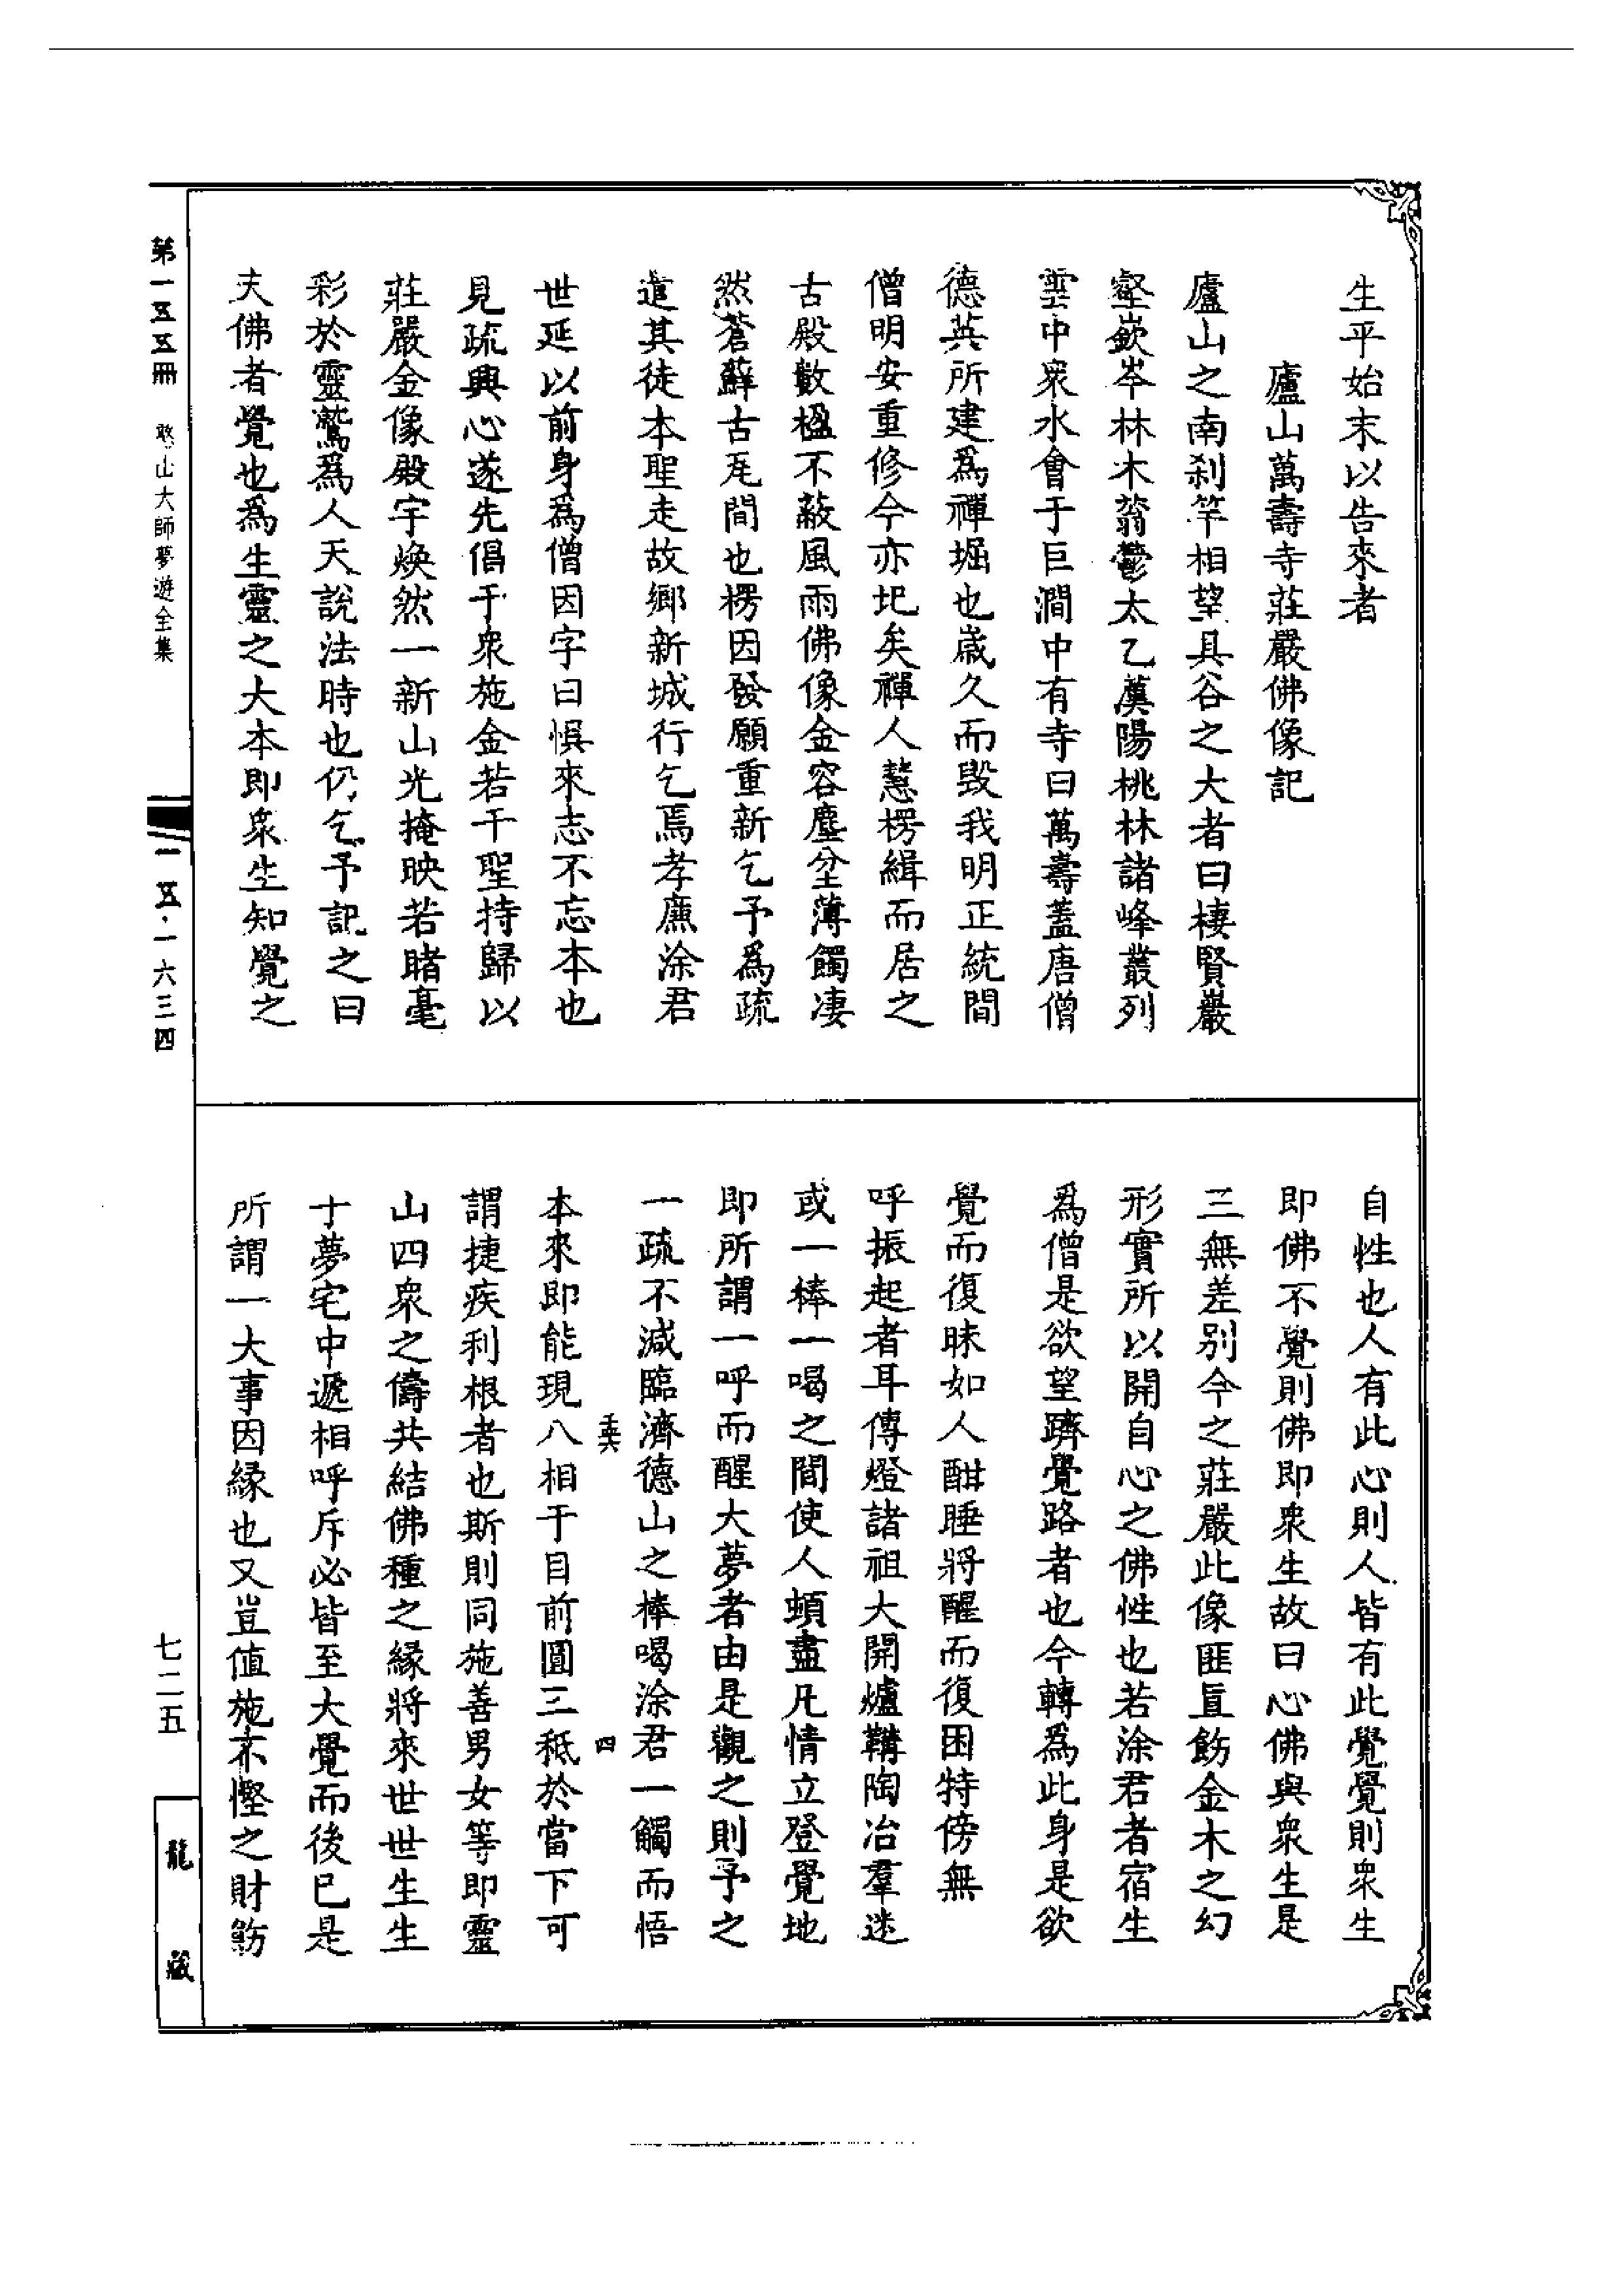 生平始末以告來者
廬山萬壽寺莊嚴佛像記
廬山之南刹竿相望具谷之大者曰棲賢巖
壑嶔岑林木蓊鬱太乙漢陽桃林諸峰叢列
雲中衆水會于巨澗中有寺曰萬壽蓋唐僧
德英所建爲禪堀也嵗久而毀我明正統間
僧明安重修今亦圮矣禪人慧楞緝而居之
古殿數楹不蔽風雨佛像金容塵坌薄蠲凄
然蒼蘚古瓦間也楞因發願重新乞予爲疏
遣其徒本聖走故鄉新城行乞焉孝廉涂君
世延以前身爲僧因字曰惧來志不忘本也
見疏興心遂先倡于衆施金若干聖持歸以
莊嚴金像殿宇煥然一新山光掩映若睹毫
彩於靈鷲爲人天說法時也仍乞予記之曰
夫佛者覺也爲生靈之大本即衆生知覺之
自性也人有此心則人皆有此覺覺則衆生
即佛不覺則佛即衆生故曰心佛與衆生是
三無差別今之莊嚴此像匪直飭金木之幻
形實所以開自心之佛性也若涂君者宿生
爲僧是欲望躋覺路者也今轉爲此身是欲
覺而復昧如人酣睡將醒而復困特傍無
呼振起者耳傳燈諸祖大開爐鞲陶冶羣迷
或一棒一喝之間使人頓盡凡情立登覺地
即所謂一呼而醒大夢者由是觀之則予之
一疏不減臨濟德山之棒喝涂君一觸而悟
四
本來即能現八相于目前圓三秪於當下可
謂捷疾利根者也斯則同施善男女等即靈
山四衆之儔共結佛種之緣將來世世生生
于夢宅中遞相呼斥必皆至大覺而後已是
所謂一大事因緣也又豈值施不慳之財飭
第一五五冊 憨山大師夢遊全集
一五·一六三四
七二五
龍藏